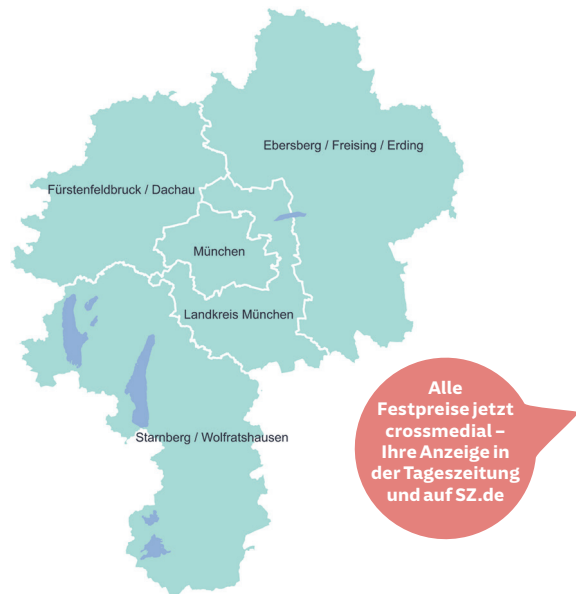 Ebersberg / Freising / Erding
Fürstenfeldbruck / Dachau
München
Landkreis München
Starnberg / Wolfratshausen
Alle
Festpreise jetzt
crossmedial –
Ihre Anzeige in
der Tageszeitung
und auf SZ.de